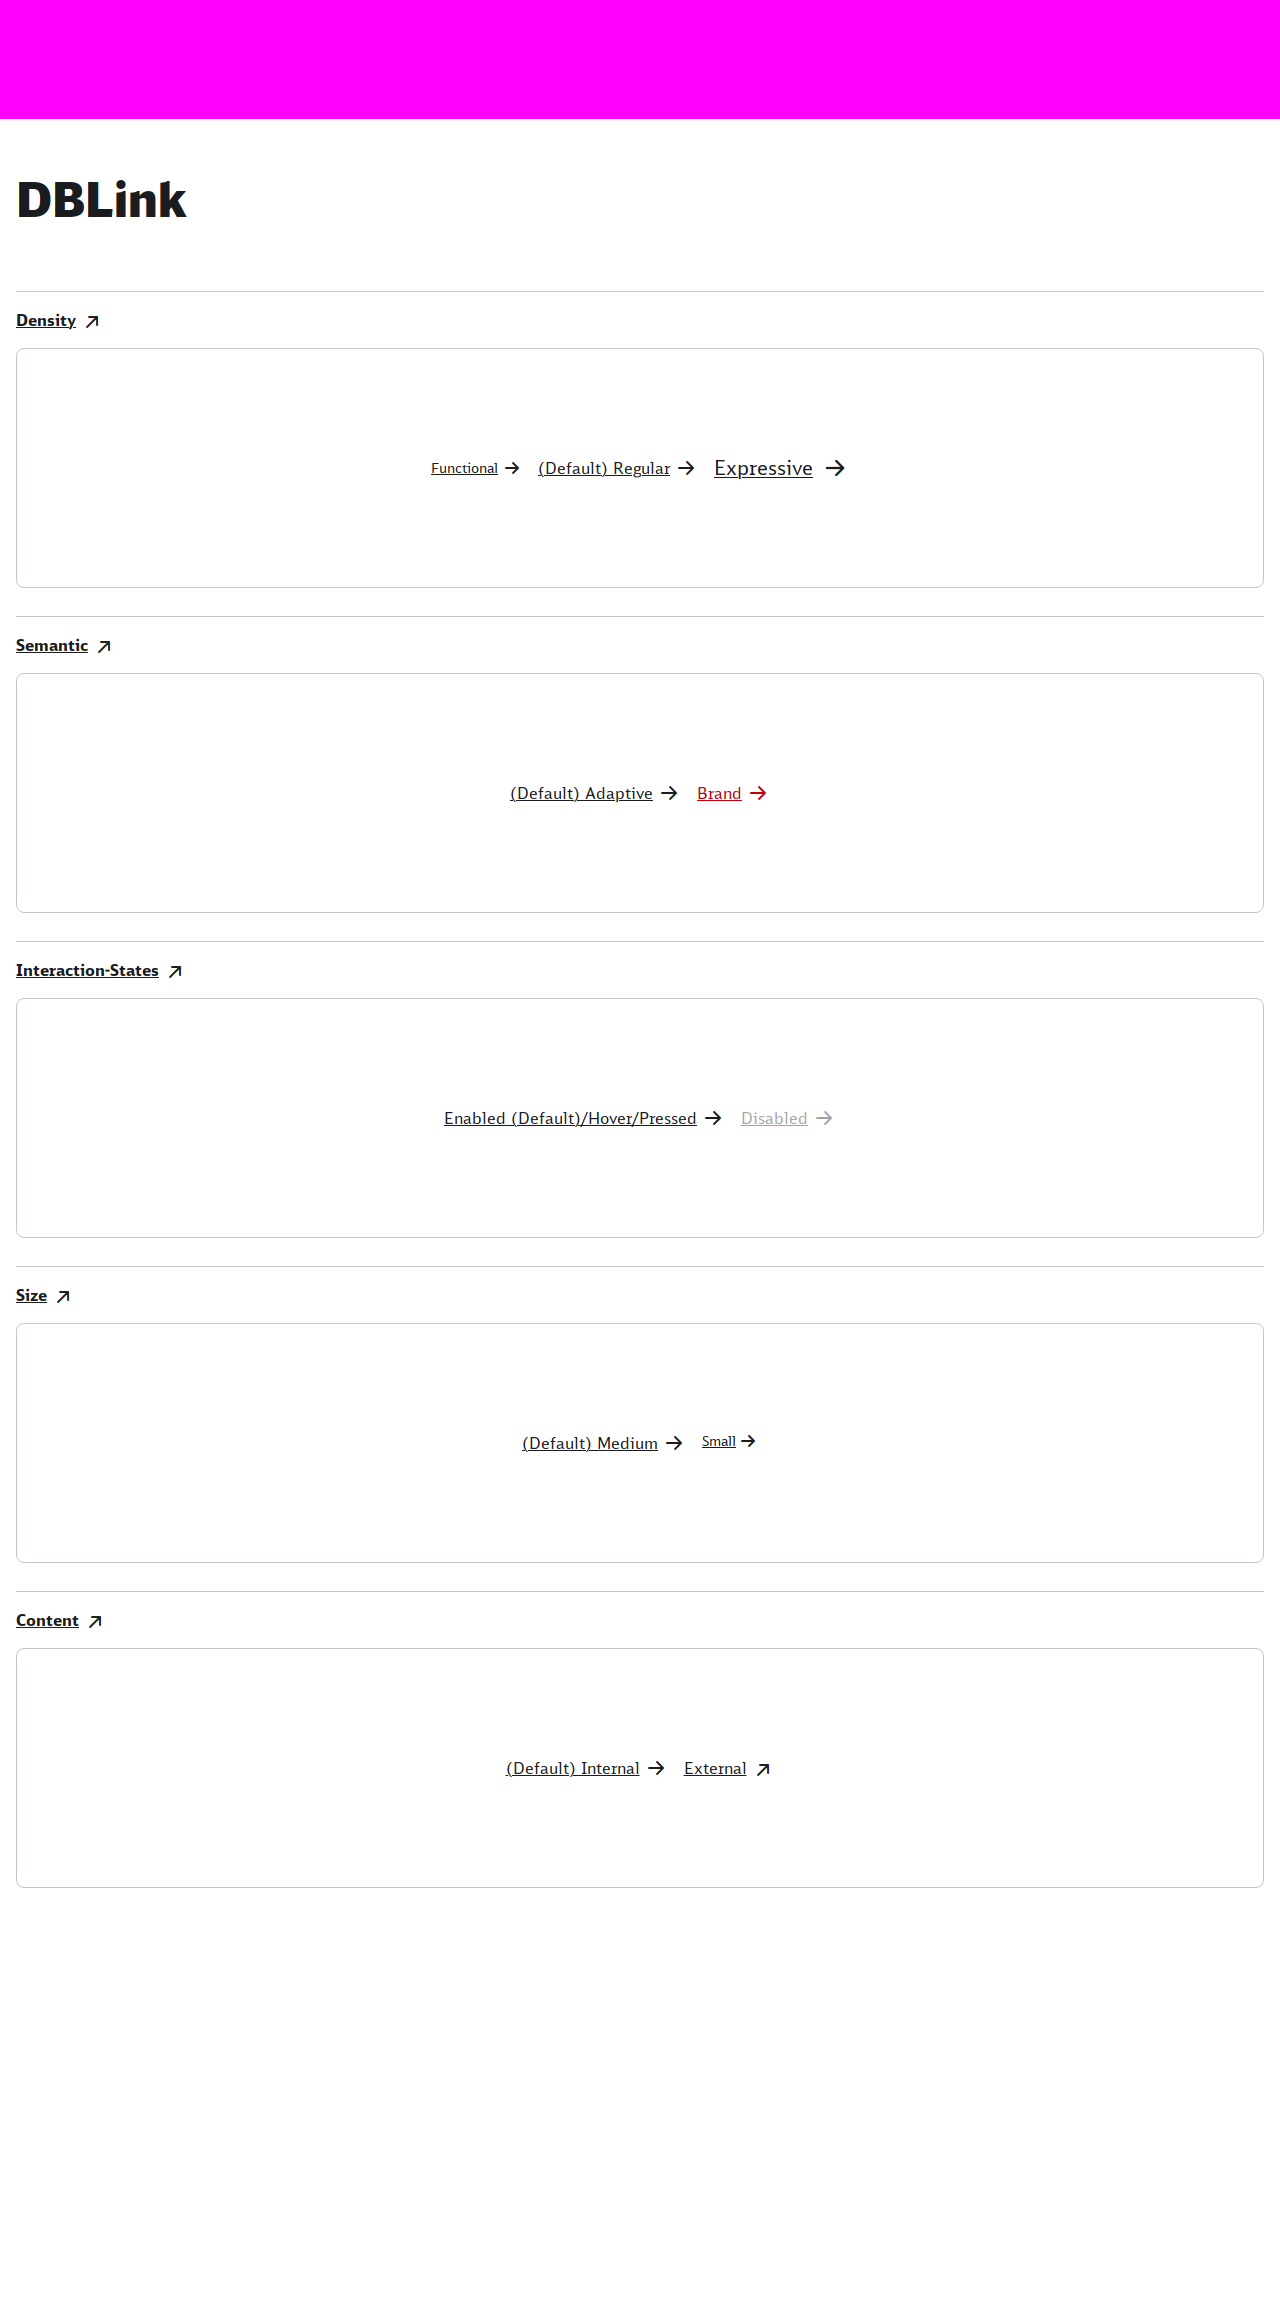 DBLink
Density
Functional (Default) Regular Expressive
Semantic
(Default) Adaptive Brand
Interaction-States
Enabled (Default)/Hover/Pressed Disabled
Size
(Default) Medium Small
Content
(Default) Internal External